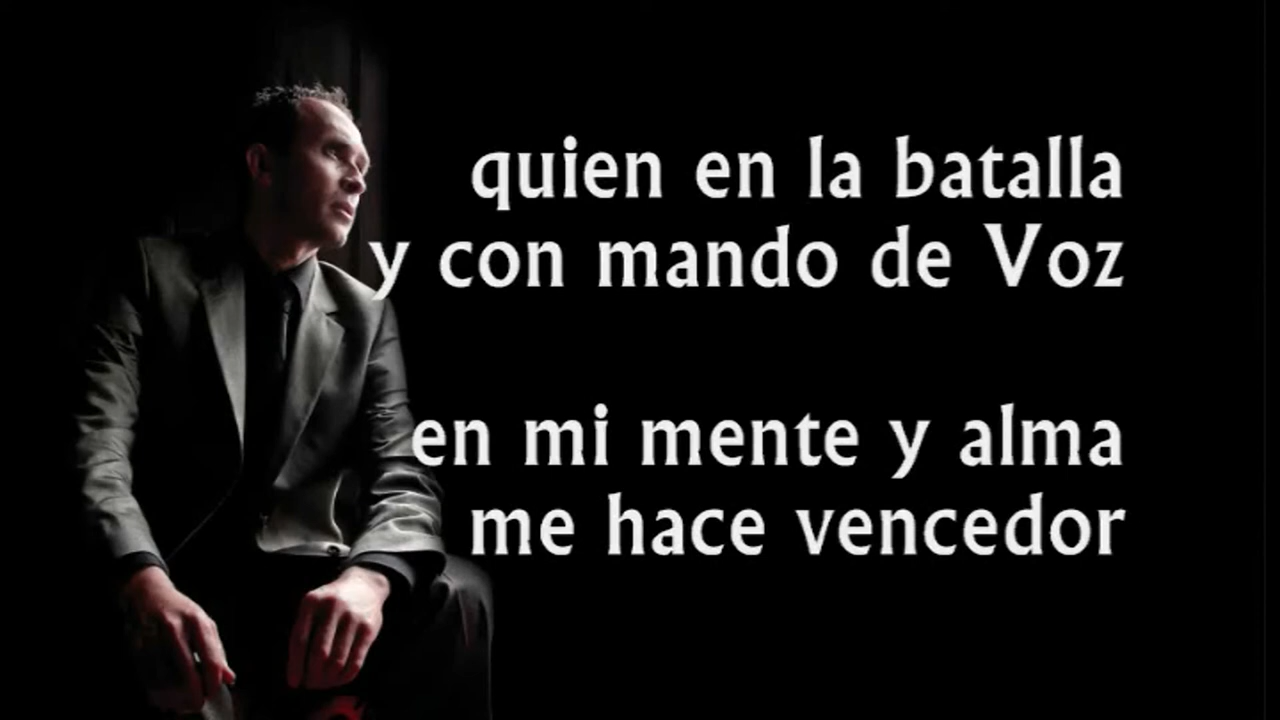 quien en la batalla
y con mando de Voz
en mi mente y alma
me hace vencedor